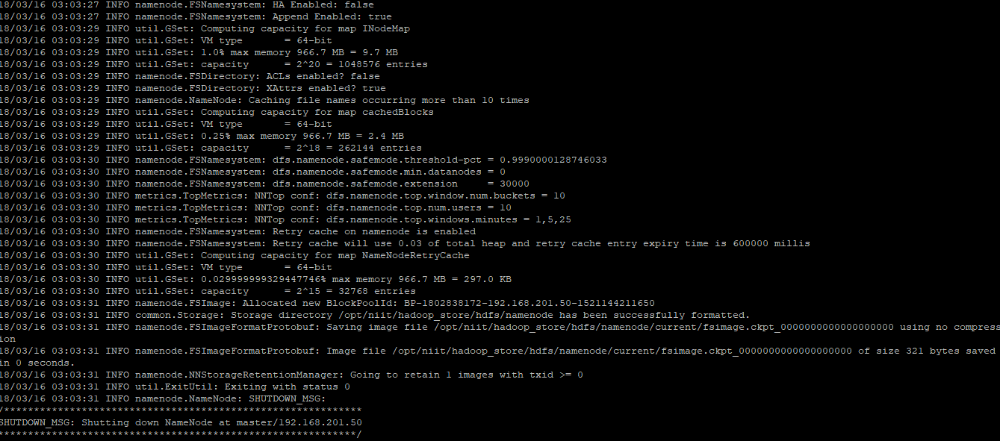 18/03/16 03:03:27 INFO namenode.FSNamesystem: HA Enabled: false
18/03/16 03:03:27 INFO namenode.FSNamesystem: Append Enabled: true
18/03/16 03:03:29 INFO util.GSet: Computing capacity for map INodeMap
18/03/16 03:03:29 INFO util.GSet: VM type       = 64-bit
18/03/16 03:03:29 INFO util.GSet: 1.0% max memory 966.7 MB = 9.7 MB
18/03/16 03:03:29 INFO util.GSet: capacity      = 2^20 = 1048576 entries
18/03/16 03:03:29 INFO namenode.FSDirectory: ACLs enabled? false
18/03/16 03:03:29 INFO namenode.FSDirectory: XAttrs enabled? true
18/03/16 03:03:29 INFO namenode.NameNode: Caching file names occurring more than 10 times
18/03/16 03:03:29 INFO util.GSet: Computing capacity for map cachedBlocks
18/03/16 03:03:29 INFO util.GSet: VM type       = 64-bit
18/03/16 03:03:29 INFO util.GSet: 0.25% max memory 966.7 MB = 2.4 MB
18/03/16 03:03:29 INFO util.GSet: capacity      = 2^18 = 262144 entries
18/03/16 03:03:30 INFO namenode.FSNamesystem: dfs.namenode.safemode.threshold-pct = 0.9990000128746033
18/03/16 03:03:30 INFO namenode.FSNamesystem: dfs.namenode.safemode.min.datanodes = 0
18/03/16 03:03:30 INFO namenode.FSNamesystem: dfs.namenode.safemode.extension     = 30000
18/03/16 03:03:30 INFO metrics.TopMetrics: NNTop conf: dfs.namenode.top.window.num.buckets = 10
18/03/16 03:03:30 INFO metrics.TopMetrics: NNTop conf: dfs.namenode.top.num.users = 10
18/03/16 03:03:30 INFO metrics.TopMetrics: NNTop conf: dfs.namenode.top.windows.minutes = 1,5,25
18/03/16 03:03:30 INFO namenode.FSNamesystem: Retry cache on namenode is enabled
18/03/16 03:03:30 INFO namenode.FSNamesystem: Retry cache will use 0.03 of total heap and retry cache entry expiry time is 600000 millis
18/03/16 03:03:30 INFO util.GSet: Computing capacity for map NameNodeRetryCache
18/03/16 03:03:30 INFO util.GSet: VM type       = 64-bit
18/03/16 03:03:30 INFO util.GSet: 0.029999999329447746% max memory 966.7 MB = 297.0 KB
18/03/16 03:03:30 INFO util.GSet: capacity      = 2^15 = 32768 entries
18/03/16 03:03:31 INFO namenode.FSImage: Allocated new BlockPoolId: BP-1802838172-192.168.201.50-1521144211650
18/03/16 03:03:31 INFO common.Storage: Storage directory /opt/niit/hadoop_store/hdfs/namenode has been successfully formatted.
18/03/16 03:03:31 INFO namenode.FSImageFormatProtobuf: Saving image file /opt/niit/hadoop_store/hdfs/namenode/current/fsimage.ckpt_0000000000000000000 using no compress
ion
18/03/16 03:03:31 INFO namenode.FSImageFormatProtobuf: Image file /opt/niit/hadoop_store/hdfs/namenode/current/fsimage.ckpt_0000000000000000000 of size 321 bytes saved
in 0 seconds.
18/03/16 03:03:31 INFO namenode.NNStorageRetentionManager: Going to retain 1 images with txid >= 0
18/03/16 03:03:31 INFO util.ExitUtil: Exiting with status 0
18/03/16 03:03:31 INFO namenode.NameNode: SHUTDOWN_MSG:
/************************************************************
SHUTDOWN_MSG: Shutting down NameNode at master/192.168.201.50
************************************************************/